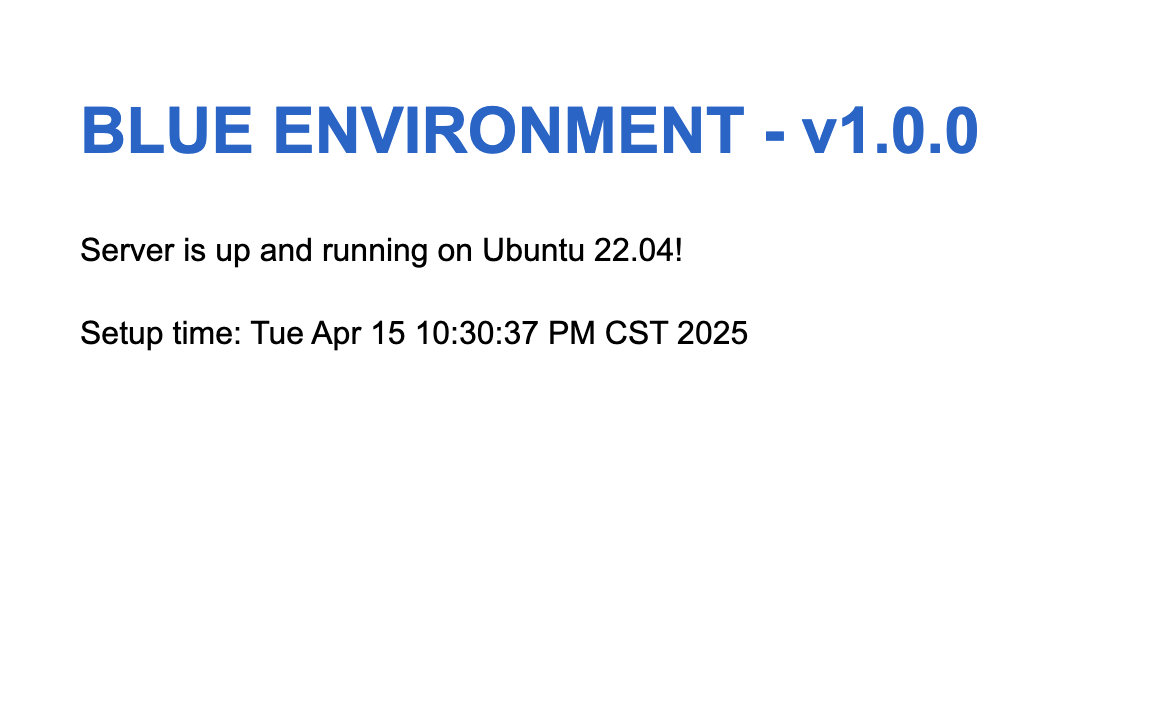 BLUE ENVIRONMENT - v1.0.0
Server is up and running on Ubuntu 22.04!
Setup time: Tue Apr 15 10:30:37 PM CST 2025